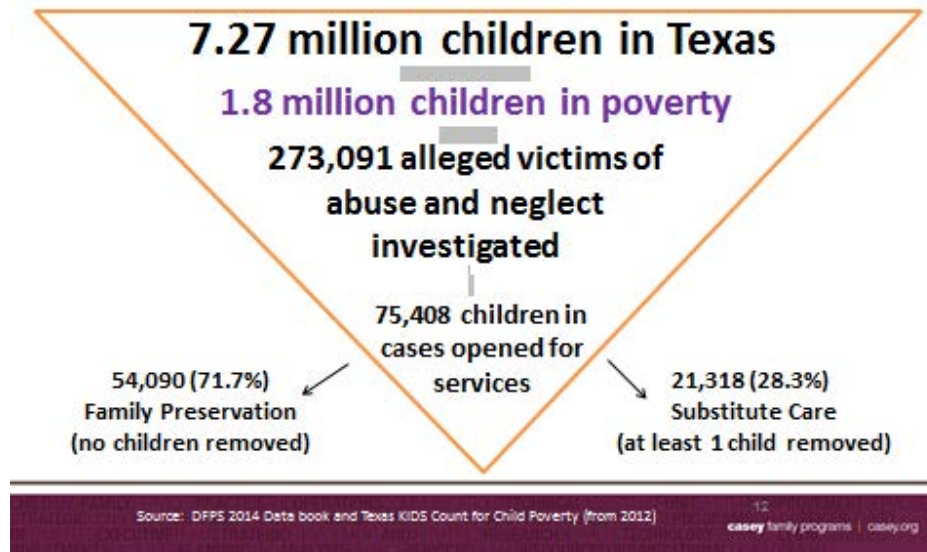 7.27 million children in Texas
1.8 million children in poverty
273,091 alleged victims of
abuse and neglect
investigated
75,408 children in
cases opened for
services
54,090 (71.7%)
Family Preservation
(no children removed)
21,318 (28.3%)
Substitute Care
(at least 1 child removed)
Source: DFPS 2014 Data book and Texas KIDS Count for Child Poverty (from 2012)
12
casey family programs | casey.org